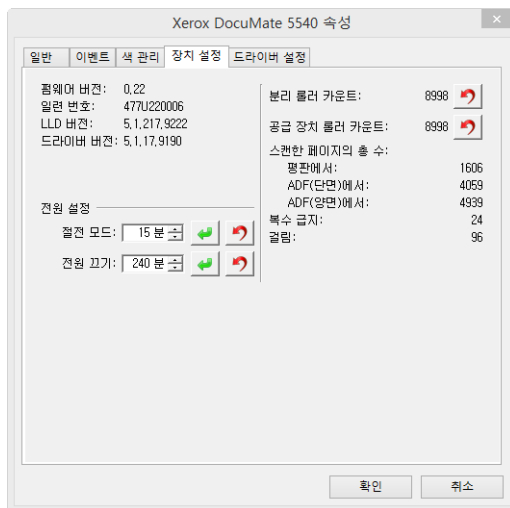 Xerox DocuMate 5540 속성
일반 이벤트 색 관리 장치 설정 드라이버 설정
펌웨어 버전: 0.22
일련 번호: 477U220006
LLD 버전: 5.1.217.9222
드라이버 버전: 5.1.17.9190
전원 설정
절전 모드: 15 분
전원 끄기: 240 분
분리 롤러 카운트: 8998
공급 장치 롤러 카운트: 8998
스캔한 페이지의 총 수:
평판에서: 1606
ADF(단면)에서: 4059
ADF(양면)에서: 4939
복수 급지: 24
걸림: 96
확인 취소